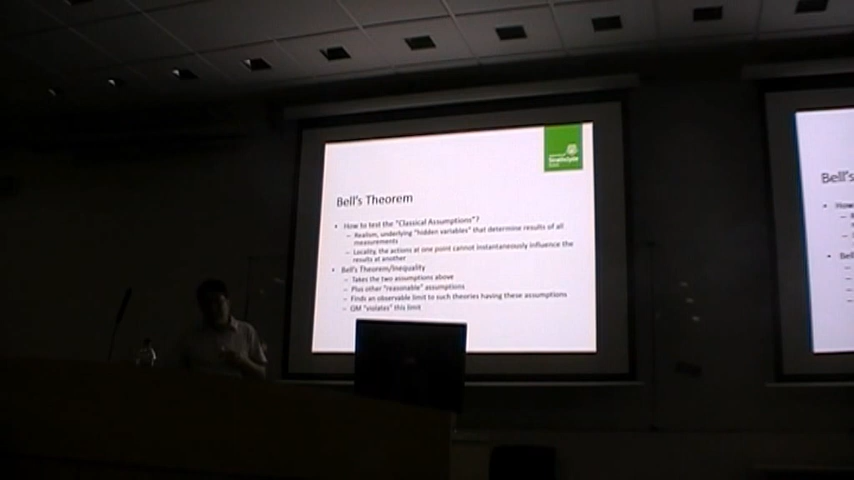 Strathclyde
Bell's Theorem
• How to test the "Classical Assumptions"?
– Realism, underlying "hidden variables" that determine results of all
measurements
– Locality, the actions at one point cannot instantaneously influence the
results at another
• Bell's Theorem/Inequality
– Takes the two assumptions above
– Plus other "reasonable" assumptions
– Finds an observable limit to such theories having these assumptions
– QM "violates" this limit
Bell's
• How
• Bell